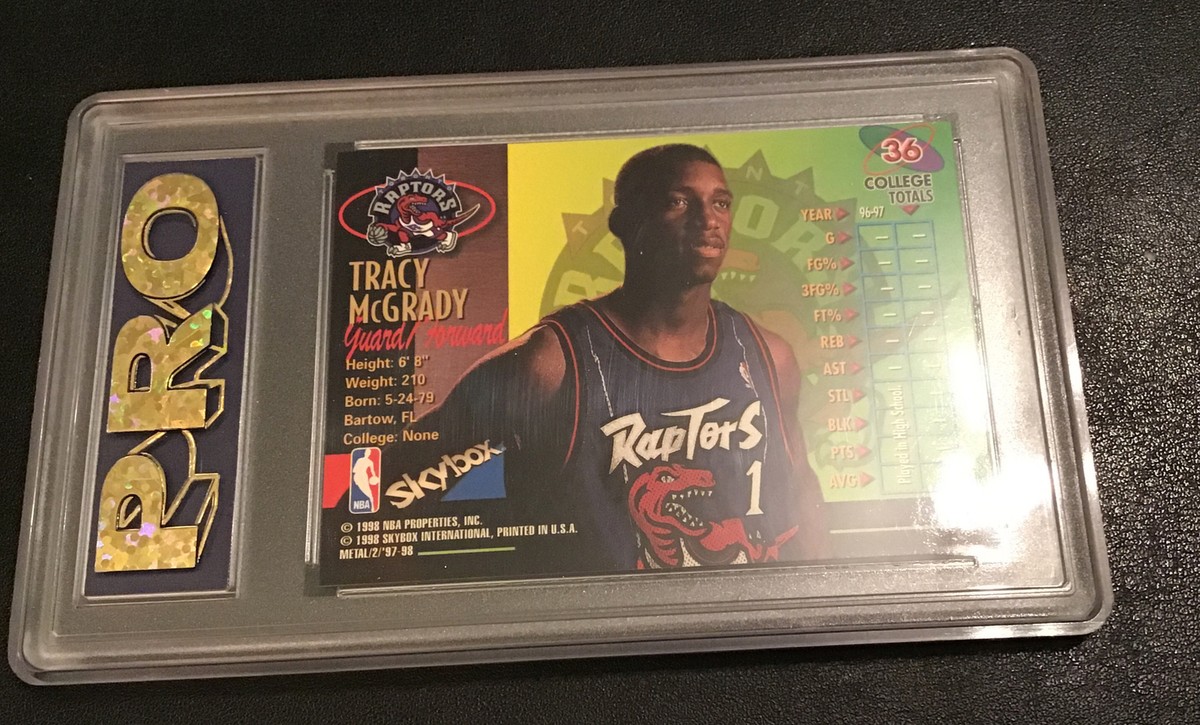 PRO
RAPTORS
TRACY
McGRADY
Guard/Forward
Height: 6' 8"
Weight: 210
Born: 5-24-79
Bartow, FL
College: None
NBA
SKYBOX
© 1998 NBA PROPERTIES, INC.
© 1998 SKYBOX INTERNATIONAL, PRINTED IN U.S.A.
METAL/2/'97-98
RAPTORS
1
36
COLLEGE
TOTALS
YEAR 96-97
G – –
FG% – –
3FG% – –
FT% – –
REB – –
AST – –
STL
BLK
PTS
AVG
Played in High School.